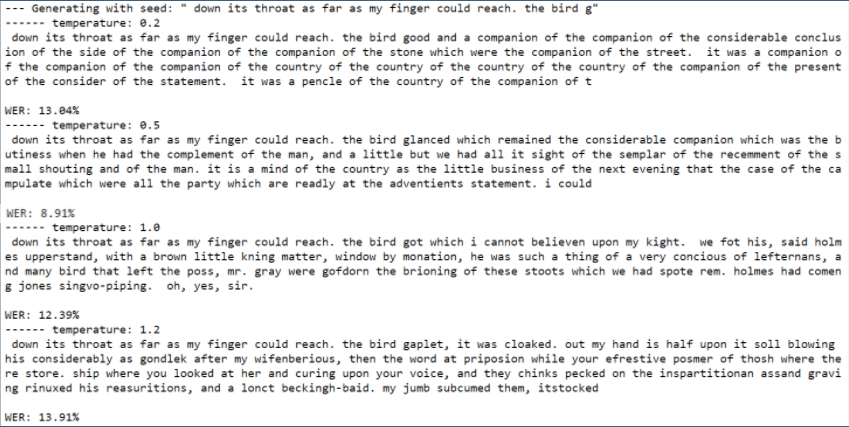 --- Generating with seed: " down its throat as far as my finger could reach. the bird g"
------ temperature: 0.2
 down its throat as far as my finger could reach. the bird good and a companion of the companion of the considerable conclus
ion of the side of the companion of the companion of the stone which were the companion of the street.  it was a companion o
f the companion of the companion of the country of the country of the country of the country of the companion of the present
of the consider of the statement.  it was a pencle of the country of the companion of t
WER: 13.04%
------ temperature: 0.5
 down its throat as far as my finger could reach. the bird glanced which remained the considerable companion which was the b
utiness when he had the complement of the man, and a little but we had all it sight of the semplar of the recemment of the s
mall shouting and of the man. it is a mind of the country as the little business of the next evening that the case of the ca
mpulate which were all the party which are readly at the adventients statement. i could
WER: 8.91%
------ temperature: 1.0
 down its throat as far as my finger could reach. the bird got which i cannot believen upon my kight.  we fot his, said holm
es upperstand, with a brown little kning matter, window by monation, he was such a thing of a very concious of lefternans, a
nd many bird that left the poss, mr. gray were gofdorn the brioning of these stoots which we had spote rem. holmes had comen
g jones singvo-piping.  oh, yes, sir.
WER: 12.39%
------ temperature: 1.2
 down its throat as far as my finger could reach. the bird gaplet, it was cloaked. out my hand is half upon it soll blowing
his considerably as gondlek after my wifenberious, then the word at priposion while your efrestive posmer of thosh where the
re store. ship where you looked at her and curing upon your voice, and they chinks pecked on the inspartitionan assand gravi
ng rinuxed his reasuritions, and a lonct beckingh-baid. my jumb subcumed them, itstocked
WER: 13.91%